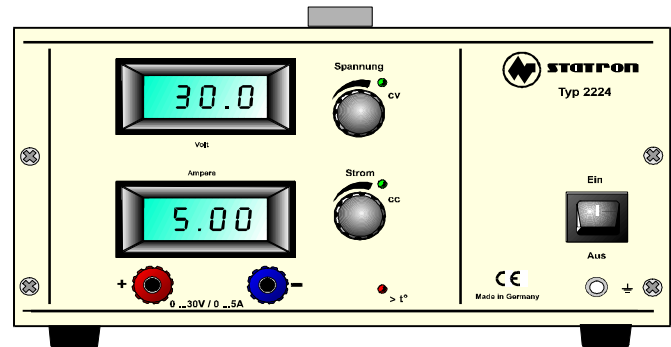 Spannung
CV
30.0
Volt
statron
Typ 2224
Ampere
Strom
CC
5.00
Ein
Aus
+
−
0 ...30V / 0 ...5A
> t°
CE
Made in Germany